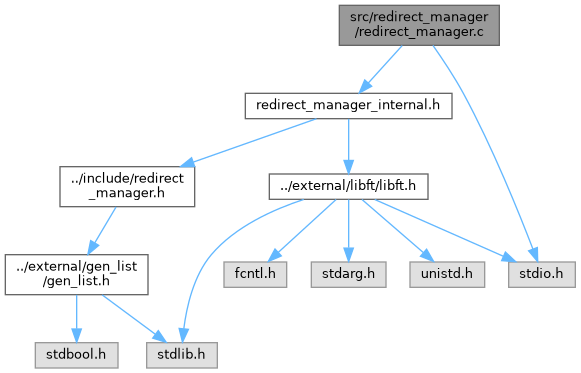 src/redirect_manager
/redirect_manager.c
redirect_manager_internal.h
../include/redirect
_manager.h
../external/libft/libft.h
../external/gen_list
/gen_list.h
fcntl.h
stdarg.h
unistd.h
stdio.h
stdbool.h
stdlib.h